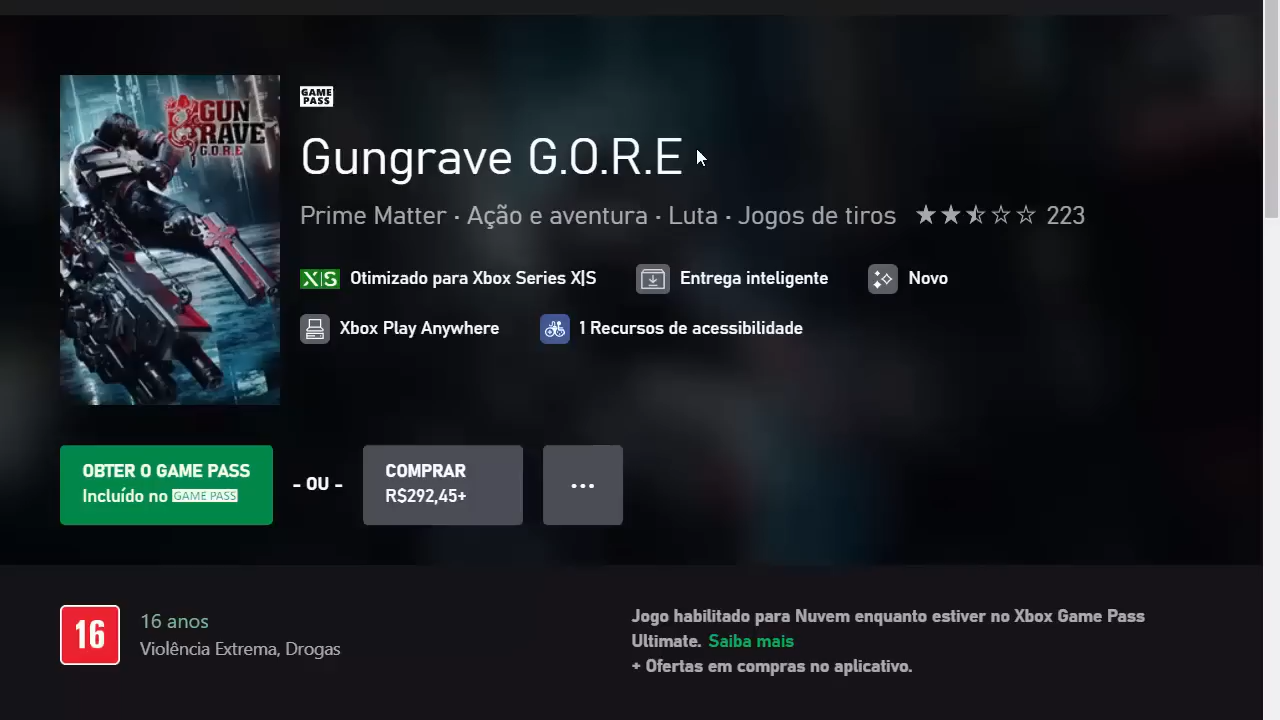 GUN
RAVE
G.O.R.E
GAME
PASS
Gungrave G.O.R.E
Prime Matter · Ação e aventura · Luta · Jogos de tiros 223
X|S Otimizado para Xbox Series X|S Entrega inteligente Novo
Xbox Play Anywhere 1 Recursos de acessibilidade
OBTER O GAME PASS
Incluído no GAME PASS
- OU -
COMPRAR
R$292,45+
...
16
16 anos
Violência Extrema, Drogas
Jogo habilitado para Nuvem enquanto estiver no Xbox Game Pass
Ultimate. Saiba mais
+ Ofertas em compras no aplicativo.